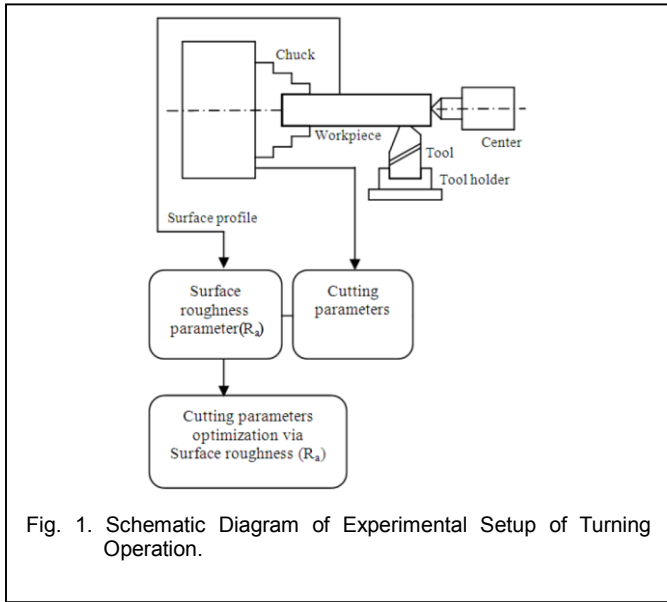 Chuck
Workpiece
Center
Tool
Tool holder
Surface profile
Surface
roughness
parameter(Rₐ)
Cutting
parameters
Cutting parameters
optimization via
Surface roughness (Rₐ)
Fig. 1. Schematic Diagram of Experimental Setup of Turning
Operation.